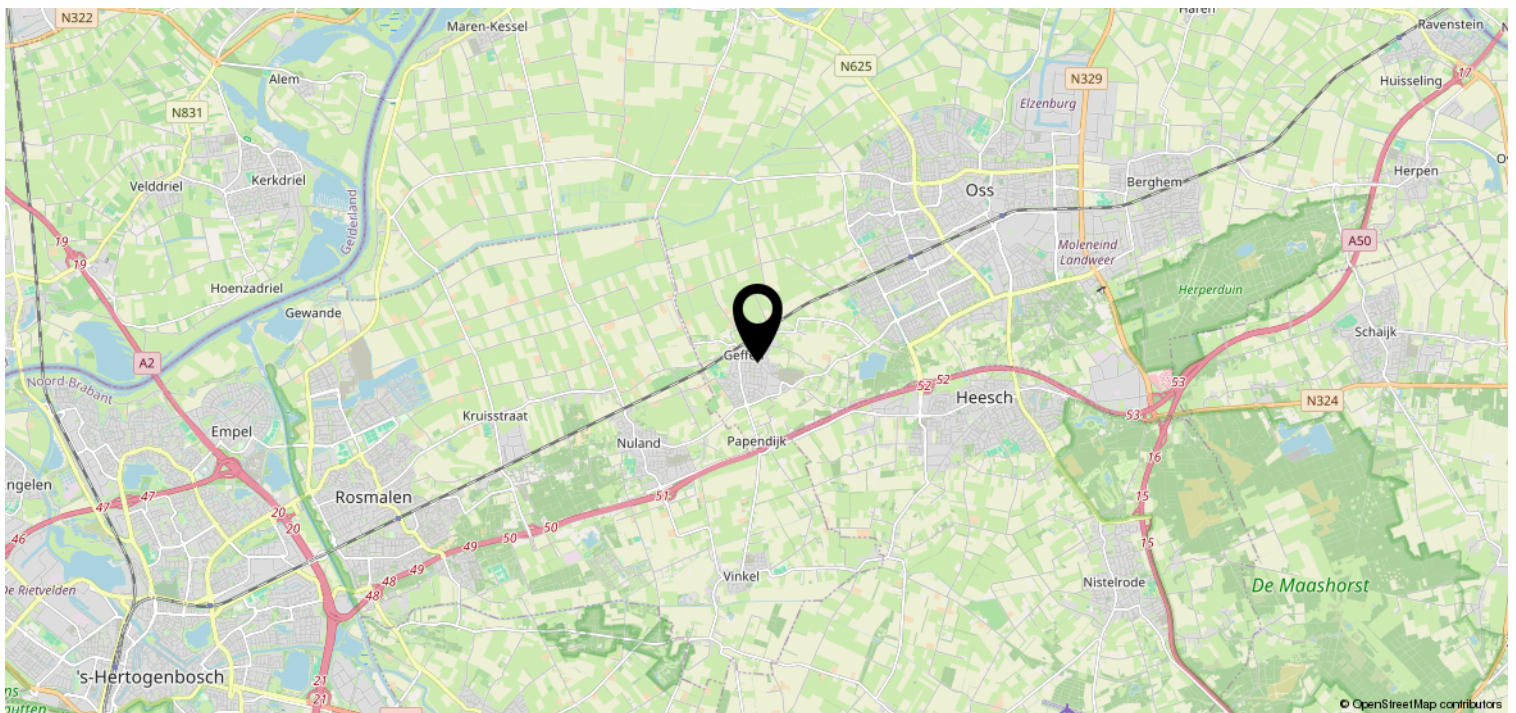 N322
Maren-Kessel
Haren
Ravenstein
N625
Alem
N329
Huisseling
17
Elzenburg
N831
Velddriel
Kerkdriel
Oss
Berghem
Herpen
Gelderland
19
19
Moleneind
Landweer
A50
Hoenzadriel
Herperduin
Gewande
Schaijk
A2
Geffen
Noord-Brabant
52
52
53
Heesch
53
N324
Kruisstraat
Empel
Nuland
Papendijk
16
47
47
Rosmalen
51
15
46
20
20
50
50
49
49
15
48
48
Vinkel
Nistelrode
De Maashorst
De Rietvelden
's-Hertogenbosch
21
21
© OpenStreetMap contributors